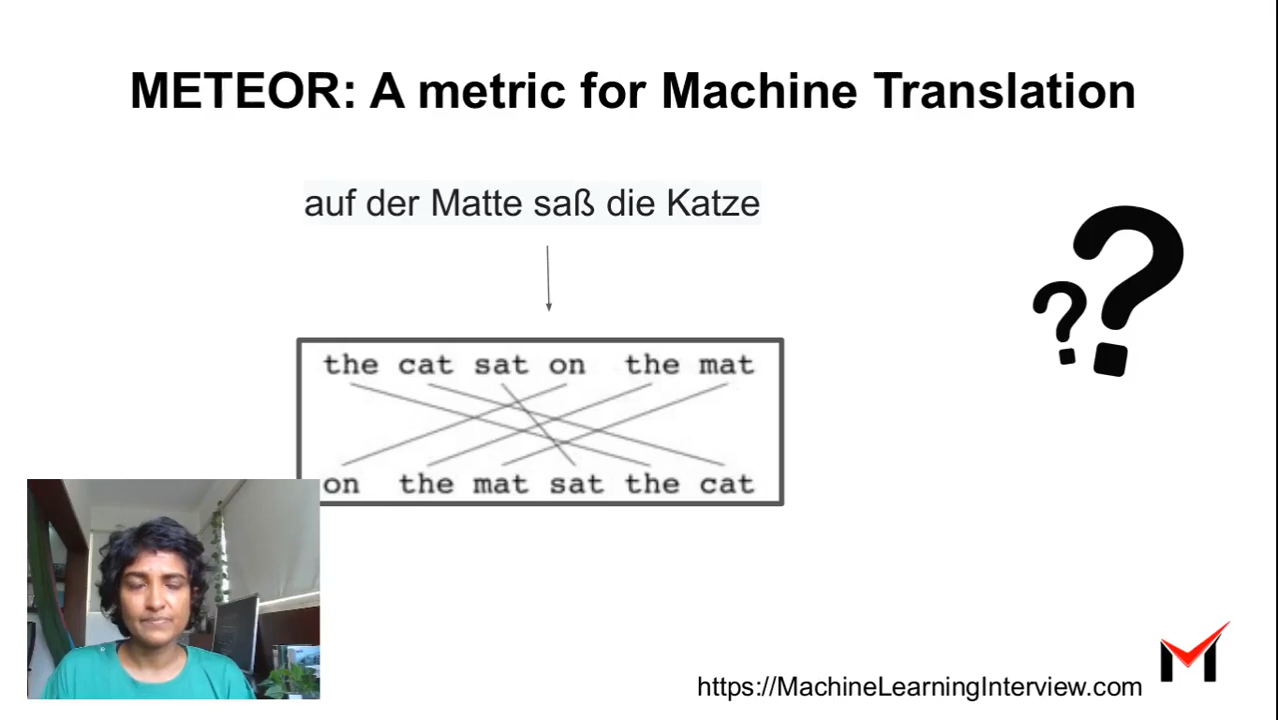 METEOR: A metric for Machine Translation
auf der Matte saß die Katze
the cat sat on the mat
on the mat sat the cat
https://MachineLearningInterview.com